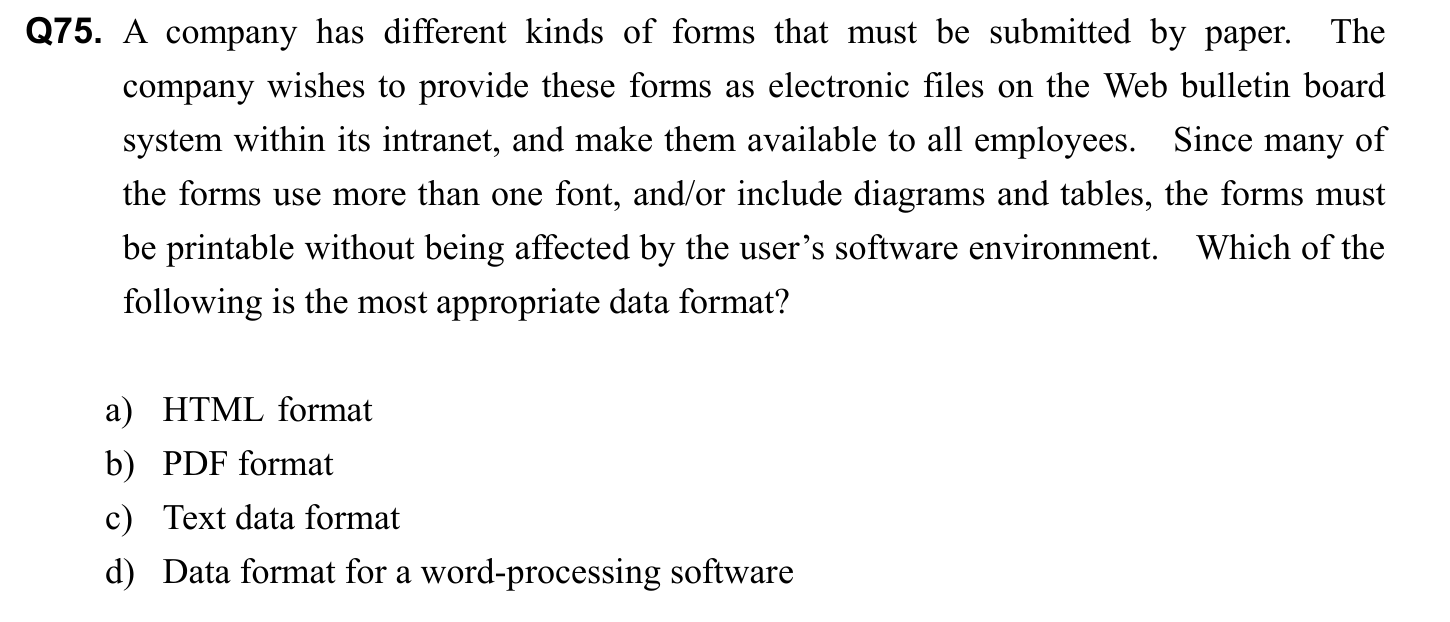 Q75. A company has different kinds of forms that must be submitted by paper. The
company wishes to provide these forms as electronic files on the Web bulletin board
system within its intranet, and make them available to all employees. Since many of
the forms use more than one font, and/or include diagrams and tables, the forms must
be printable without being affected by the user’s software environment. Which of the
following is the most appropriate data format?
a) HTML format
b) PDF format
c) Text data format
d) Data format for a word-processing software